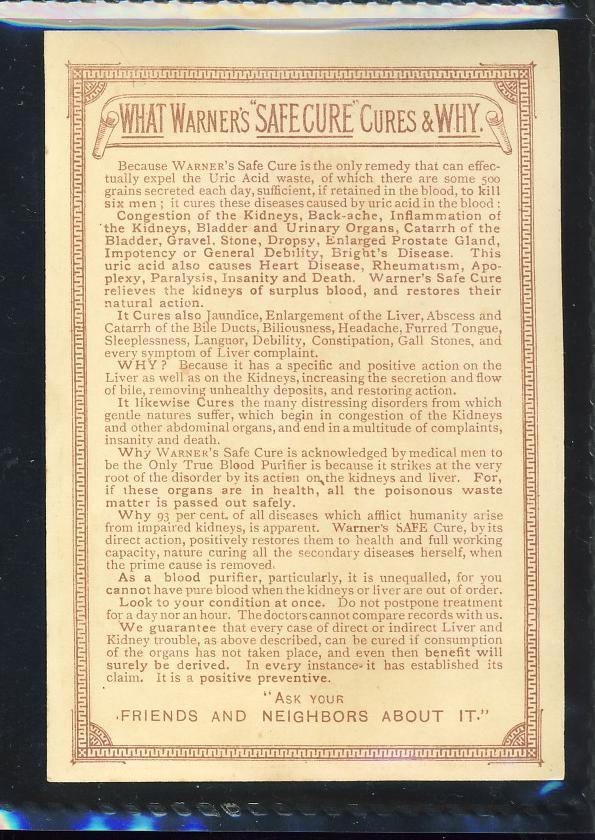 WHAT WARNER'S "SAFE CURE" CURES & WHY.
Because WARNER'S Safe Cure is the only remedy that can effec-
tually expel the Uric Acid waste, of which there are some 500
grains secreted each day, sufficient, if retained in the blood, to kill
six men; it cures these diseases caused by uric acid in the blood:
Congestion of the Kidneys, Back-ache, Inflammation of
the Kidneys, Bladder and Urinary Organs, Catarrh of the
Bladder, Gravel, Stone, Dropsy, Enlarged Prostate Gland,
Impotency or General Debility, Bright's Disease. This
uric acid also causes Heart Disease, Rheumatism, Apo-
plexy, Paralysis, Insanity and Death. Warner's Safe Cure
relieves the kidneys of surplus blood, and restores their
natural action.
It Cures also Jaundice, Enlargement of the Liver, Abscess and
Catarrh of the Bile Ducts, Biliousness, Headache, Furred Tongue,
Sleeplessness, Languor, Debility, Constipation, Gall Stones, and
every symptom of Liver complaint.
WHY? Because it has a specific and positive action on the
Liver as well as on the Kidneys, increasing the secretion and flow
of bile, removing unhealthy deposits, and restoring action.
It likewise Cures the many distressing disorders from which
gentle natures suffer, which begin in congestion of the Kidneys
and other abdominal organs, and end in a multitude of complaints,
insanity and death.
Why WARNER'S Safe Cure is acknowledged by medical men to
be the Only True Blood Purifier is because it strikes at the very
root of the disorder by its action on the kidneys and liver. For,
if these organs are in health, all the poisonous waste
matter is passed out safely.
Why 93 per cent. of all diseases which afflict humanity arise
from impaired kidneys, is apparent. Warner's SAFE Cure, by its
direct action, positively restores them to health and full working
capacity, nature curing all the secondary diseases herself, when
the prime cause is removed.
As a blood purifier, particularly, it is unequalled, for you
cannot have pure blood when the kidneys or liver are out of order.
Look to your condition at once. Do not postpone treatment
for a day nor an hour. The doctors cannot compare records with us.
We guarantee that every case of direct or indirect Liver and
Kidney trouble, as above described, can be cured if consumption
of the organs has not taken place, and even then benefit will
surely be derived. In every instance it has established its
claim. It is a positive preventive.
"ASK YOUR
FRIENDS AND NEIGHBORS ABOUT IT."